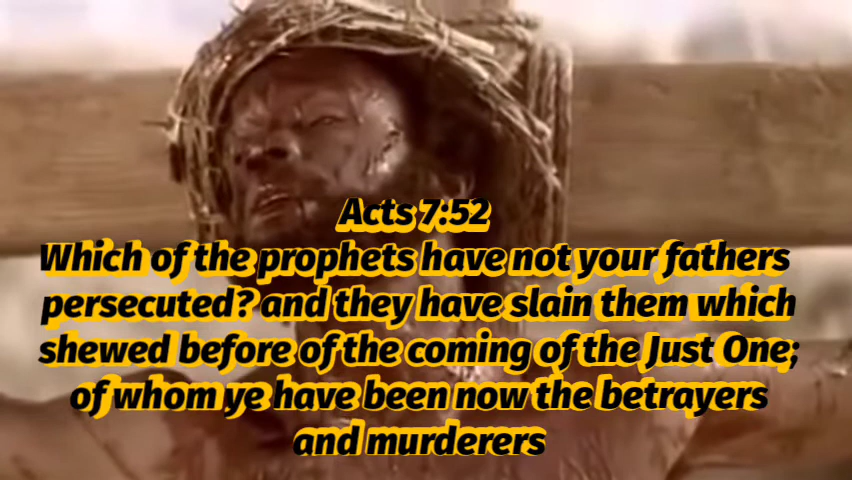 Acts 7:52
Which of the prophets have not your fathers
persecuted? and they have slain them which
shewed before of the coming of the Just One;
of whom ye have been now the betrayers
and murderers